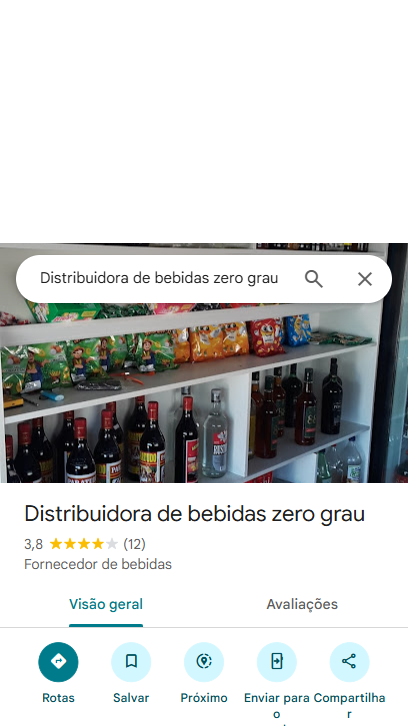 Distribuidora de bebidas zero grau
Distribuidora de bebidas zero grau
3,8 (12)
Fornecedor de bebidas
Visão geral Avaliações
Rotas Salvar Próximo Enviar para o Compartilhar